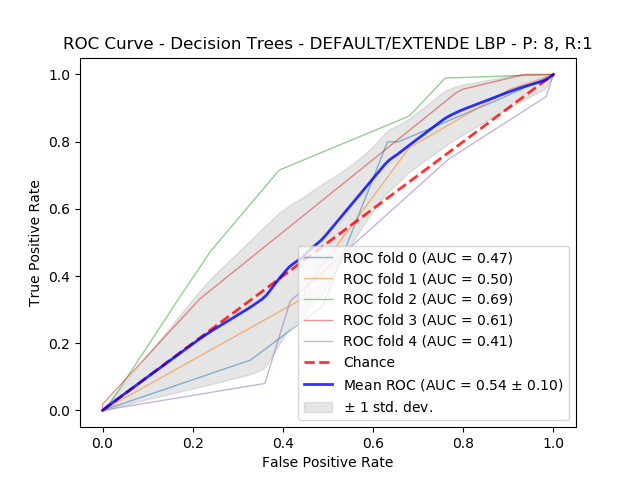 ROC Curve - Decision Trees - DEFAULT/EXTENDE LBP - P: 8, R:1
True Positive Rate
1.0
0.8
0.6
0.4
0.2
0.0
ROC fold 0 (AUC = 0.47)
ROC fold 1 (AUC = 0.50)
ROC fold 2 (AUC = 0.69)
ROC fold 3 (AUC = 0.61)
ROC fold 4 (AUC = 0.41)
Chance
Mean ROC (AUC = 0.54 ± 0.10)
± 1 std. dev.
0.0 0.2 0.4 0.6 0.8 1.0
False Positive Rate